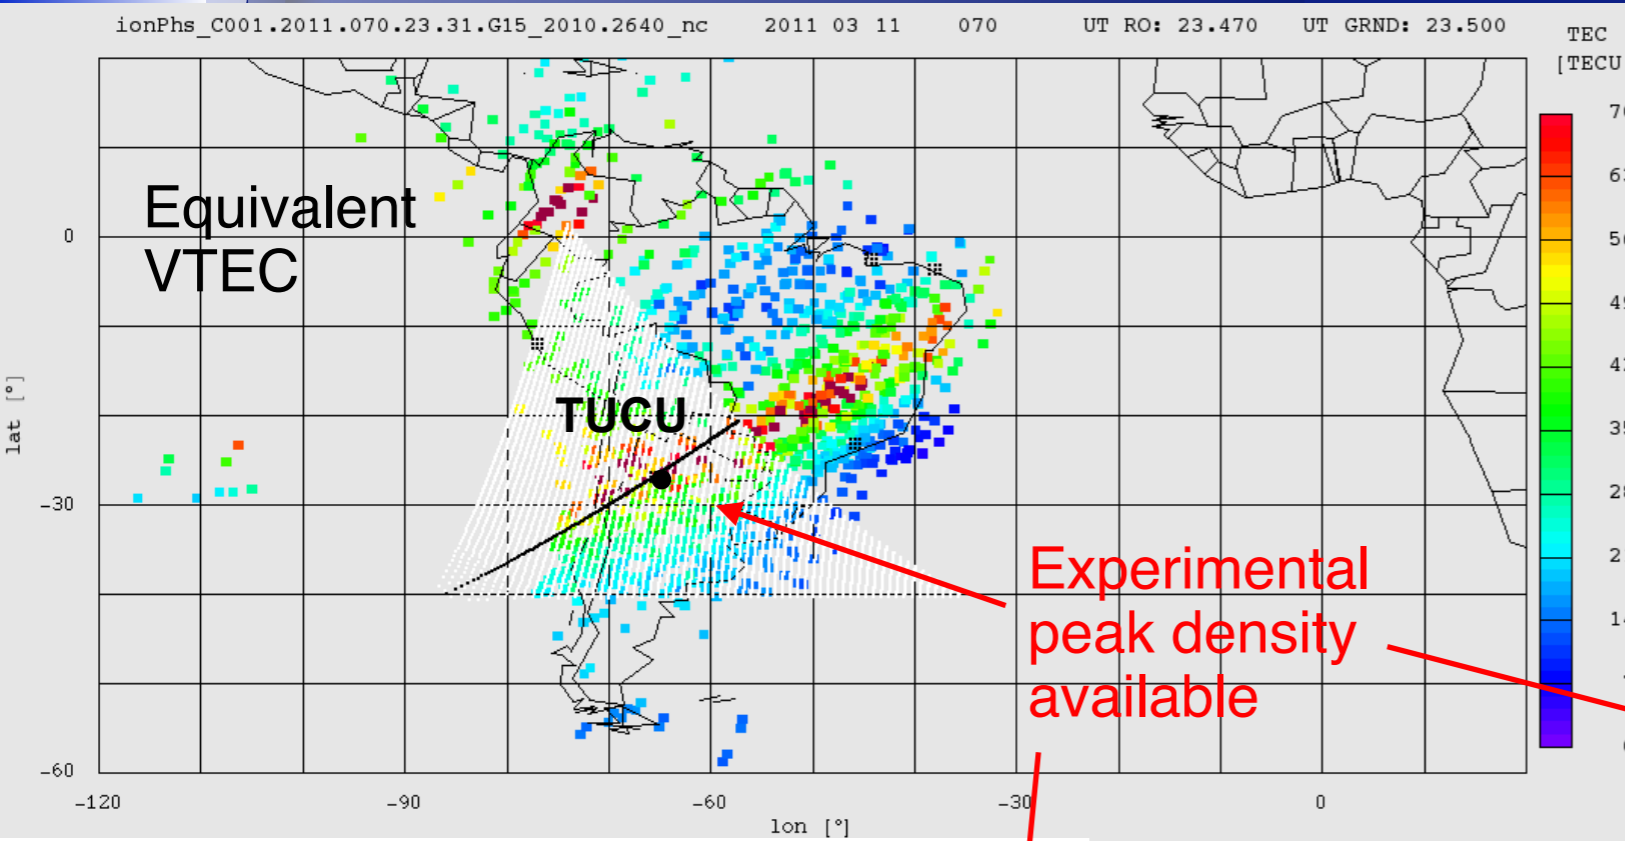 ionPhs_C001.2011.070.23.31.G15_2010.2640_nc 2011 03 11 070 UT RO: 23.470 UT GRND: 23.500
TEC
[TECU
Equivalent
VTEC
TUCU
Experimental
peak density
available
0
-30
-60
lat [°]
-120 -90 -60 -30 0
lon [°]